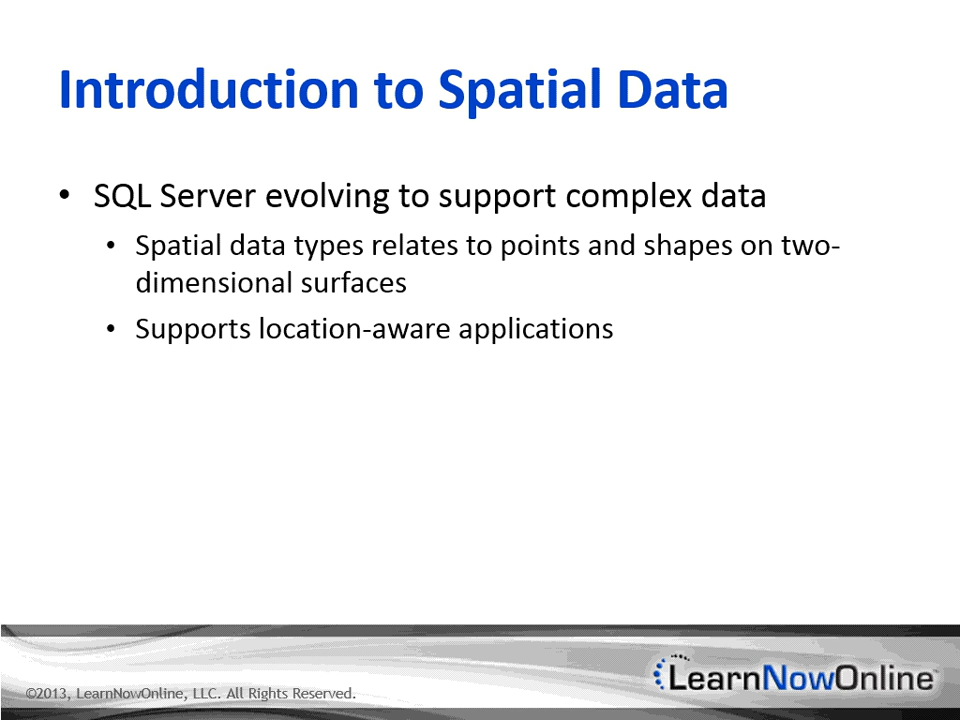 Introduction to Spatial Data
• SQL Server evolving to support complex data
• Spatial data types relates to points and shapes on two-
dimensional surfaces
• Supports location-aware applications
©2013, LearnNowOnline, LLC. All Rights Reserved.
LearnNowOnline